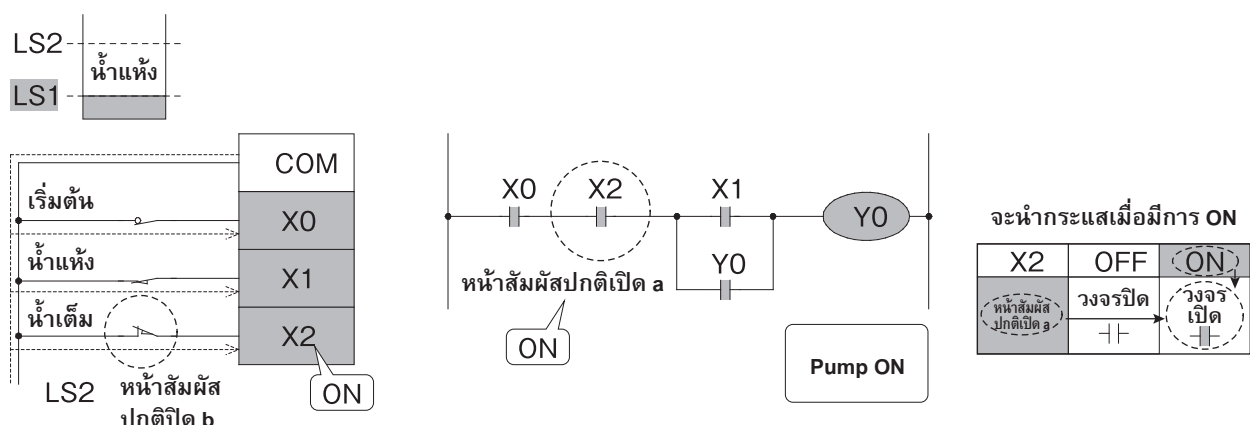 LS2
น้ำแห้ง
LS1
COM
เริ่มต้น
X0
น้ำแห้ง
X1
น้ำเต็ม
X2
LS2
หน้าสัมผัส
ปกติปิด b
ON
X0
X2
X1
Y0
Y0
หน้าสัมผัสปกติเปิด a
ON
Pump ON
จะนำกระแสเมื่อมีการ ON
X2 OFF ON
หน้าสัมผัส
ปกติเปิด a
วงจรปิด
วงจร
เปิด